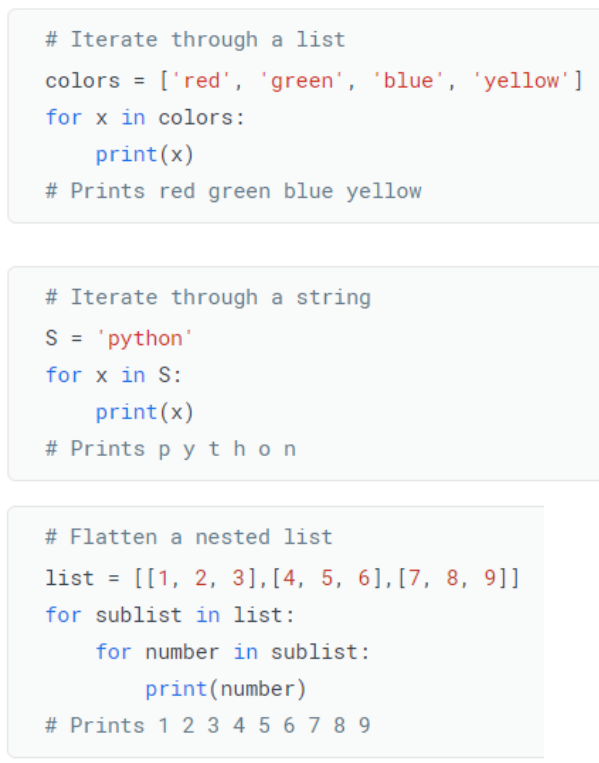 # Iterate through a list
colors = ['red', 'green', 'blue', 'yellow']
for x in colors:
    print(x)
# Prints red green blue yellow
# Iterate through a string
S = 'python'
for x in S:
    print(x)
# Prints p y t h o n
# Flatten a nested list
list = [[1, 2, 3],[4, 5, 6],[7, 8, 9]]
for sublist in list:
    for number in sublist:
        print(number)
# Prints 1 2 3 4 5 6 7 8 9